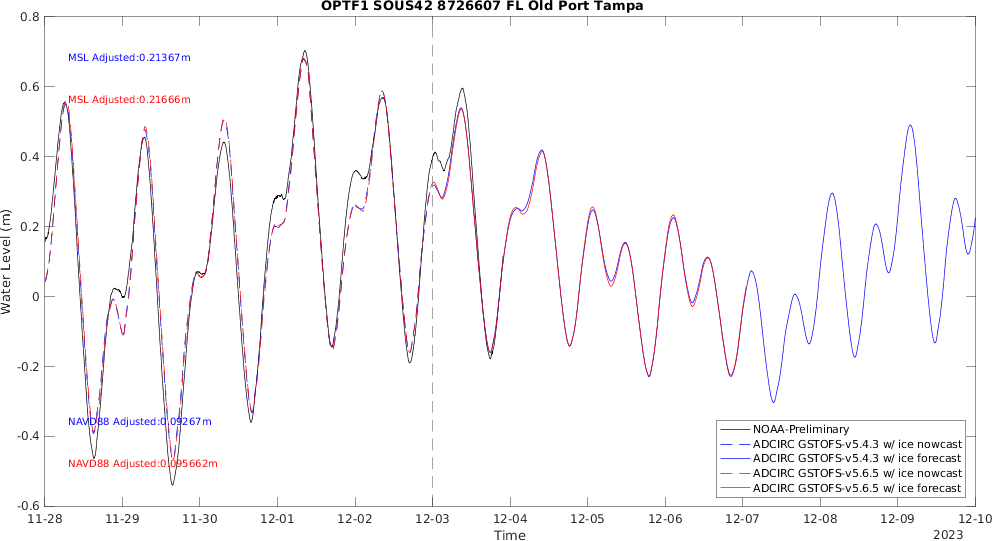 OPTF1 SOUS42 8726607 FL Old Port Tampa
0.8
0.6
0.4
0.2
0
-0.2
-0.4
-0.6
Water Level (m)
MSL Adjusted:0.21367m
MSL Adjusted:0.21666m
NAVD88 Adjusted:0.09267m
NAVD88 Adjusted:0.095662m
NOAA-Preliminary
ADCIRC GSTOFS-v5.4.3 w/ ice nowcast
ADCIRC GSTOFS-v5.4.3 w/ ice forecast
ADCIRC GSTOFS-v5.6.5 w/ ice nowcast
ADCIRC GSTOFS-v5.6.5 w/ ice forecast
11-28 11-29 11-30 12-01 12-02 12-03 12-04 12-05 12-06 12-07 12-08 12-09 12-10
Time
2023